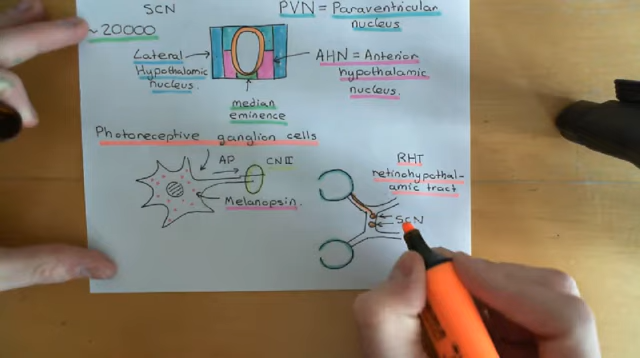 SCN
~20000
PVN = Paraventricular
nucleus
Lateral
Hypothalamic
nucleus.
AHN = Anterior
hypothalamic
nucleus.
median
eminence
Photoreceptive ganglion cells
AP
CN II
Melanopsin
RHT
retinohypothal-
amic tract
SCN